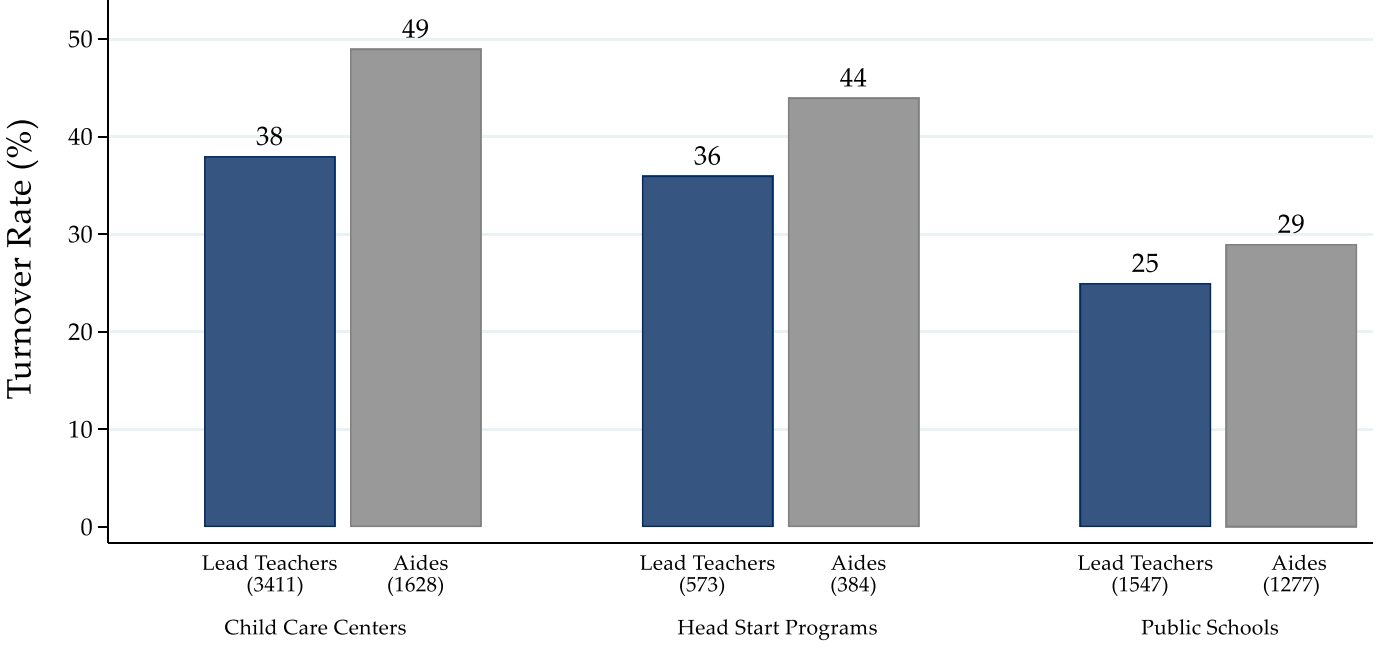 Turnover Rate (%)
50
40
30
20
10
0
38
49
36
44
25
29
Lead Teachers
(3411)
Aides
(1628)
Lead Teachers
(573)
Aides
(384)
Lead Teachers
(1547)
Aides
(1277)
Child Care Centers
Head Start Programs
Public Schools